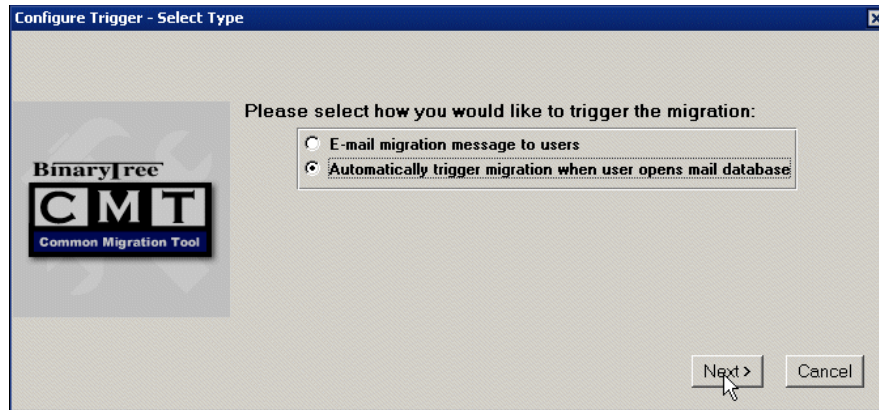 Configure Trigger - Select Type
Please select how you would like to trigger the migration:
E-mail migration message to users
Automatically trigger migration when user opens mail database
BinaryTree
CMT
Common Migration Tool
Next >
Cancel